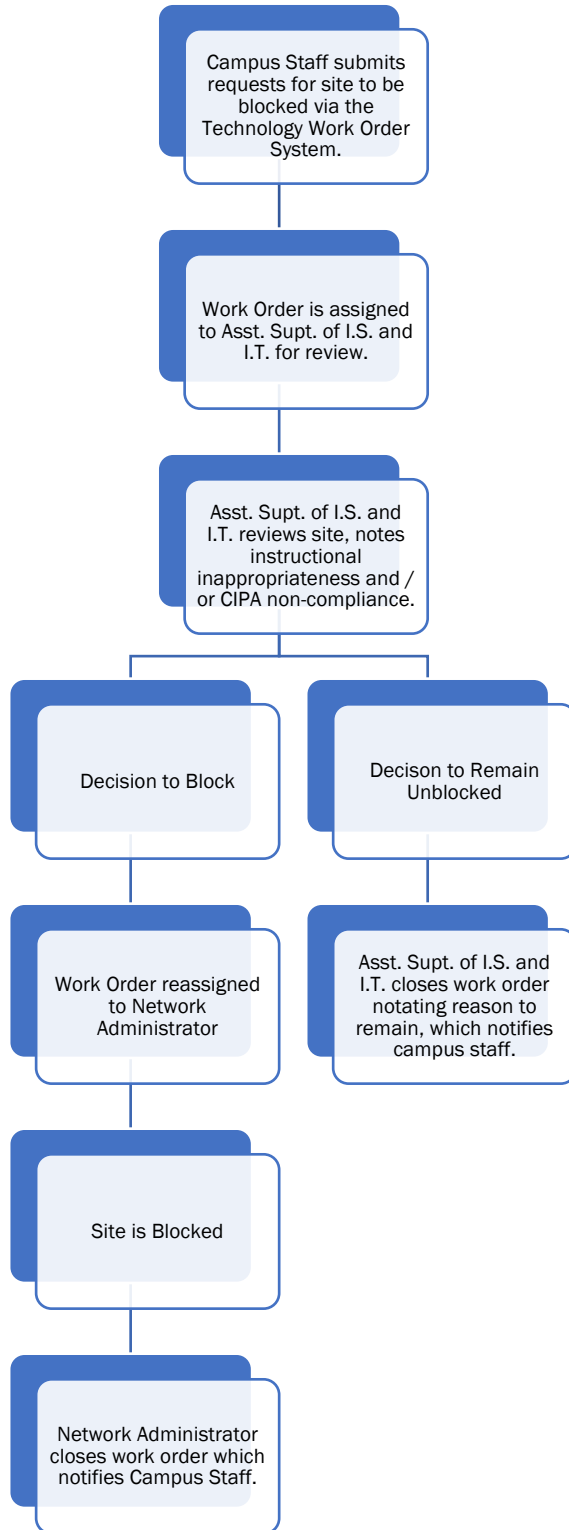 Campus Staff submits
requests for site to be
blocked via the
Technology Work Order
System.
Work Order is assigned
to Asst. Supt. of I.S. and
I.T. for review.
Asst. Supt. of I.S. and
I.T. reviews site, notes
instructional
inappropriateness and /
or CIPA non-compliance.
Decision to Block
Decison to Remain
Unblocked
Work Order reassigned
to Network
Administrator
Asst. Supt. of I.S. and
I.T. closes work order
notating reason to
remain, which notifies
campus staff.
Site is Blocked
Network Administrator
closes work order which
notifies Campus Staff.